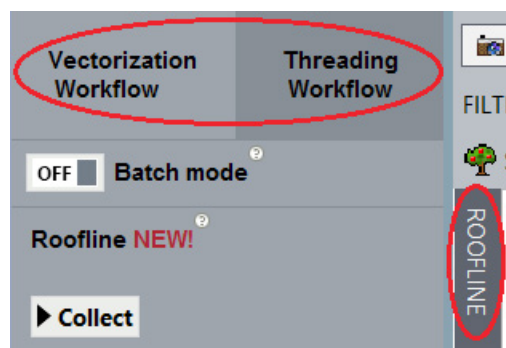 Vectorization
Workflow
Threading
Workflow
FILT
OFF
Batch mode
?
Roofline NEW!
?
Collect
ROOFLINE